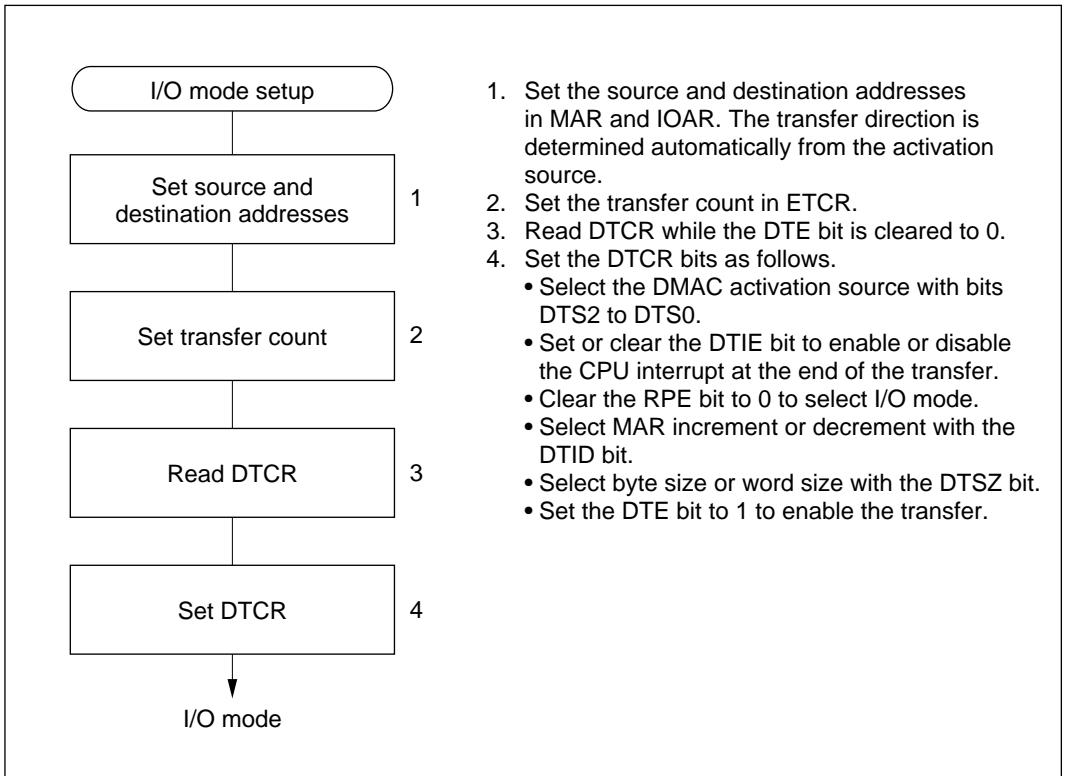 I/O mode setup
Set source and
destination addresses
1
Set transfer count
2
Read DTCR
3
Set DTCR
4
I/O mode
1. Set the source and destination addresses
in MAR and IOAR. The transfer direction is
determined automatically from the activation
source.
2. Set the transfer count in ETCR.
3. Read DTCR while the DTE bit is cleared to 0.
4. Set the DTCR bits as follows.
• Select the DMAC activation source with bits
DTS2 to DTS0.
• Set or clear the DTIE bit to enable or disable
the CPU interrupt at the end of the transfer.
• Clear the RPE bit to 0 to select I/O mode.
• Select MAR increment or decrement with the
DTID bit.
• Select byte size or word size with the DTSZ bit.
• Set the DTE bit to 1 to enable the transfer.